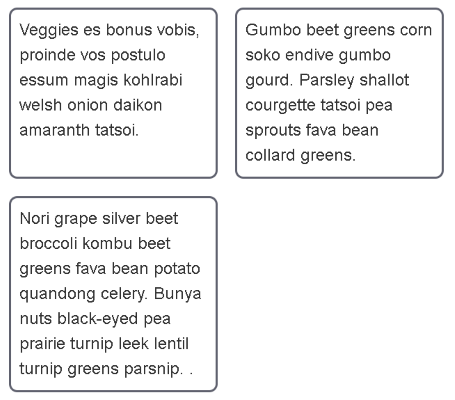 Veggies es bonus vobis,
proinde vos postulo
essum magis kohlrabi
welsh onion daikon
amaranth tatsoi.
Gumbo beet greens corn
soko endive gumbo
gourd. Parsley shallot
courgette tatsoi pea
sprouts fava bean
collard greens.
Nori grape silver beet
broccoli kombu beet
greens fava bean potato
quandong celery. Bunya
nuts black-eyed pea
prairie turnip leek lentil
turnip greens parsnip. .